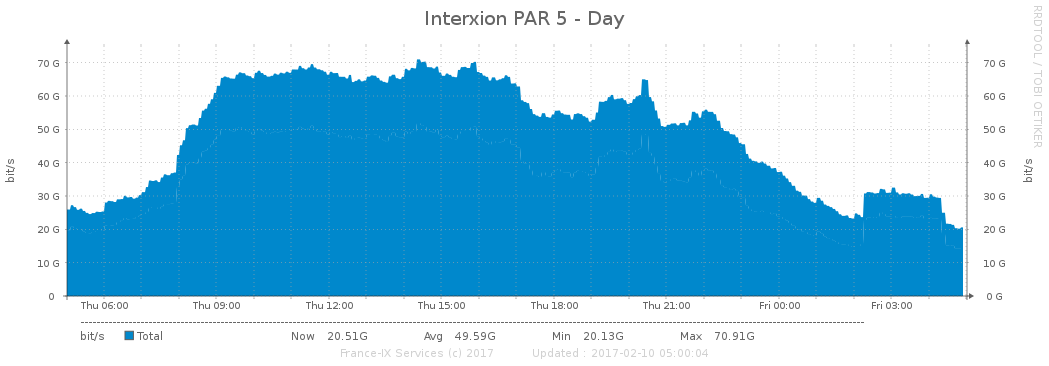 Interxion PAR 5 - Day
RRDTOOL / TOBI OETIKER
bit/s
bit/s
70 G 70 G
60 G 60 G
50 G 50 G
40 G 40 G
30 G 30 G
20 G 20 G
10 G 10 G
0 0 G
Thu 06:00 Thu 09:00 Thu 12:00 Thu 15:00 Thu 18:00 Thu 21:00 Fri 00:00 Fri 03:00
bit/s Total Now 20.51G Avg 49.59G Min 20.13G Max 70.91G
France-IX Services (c) 2017 Updated : 2017-02-10 05:00:04